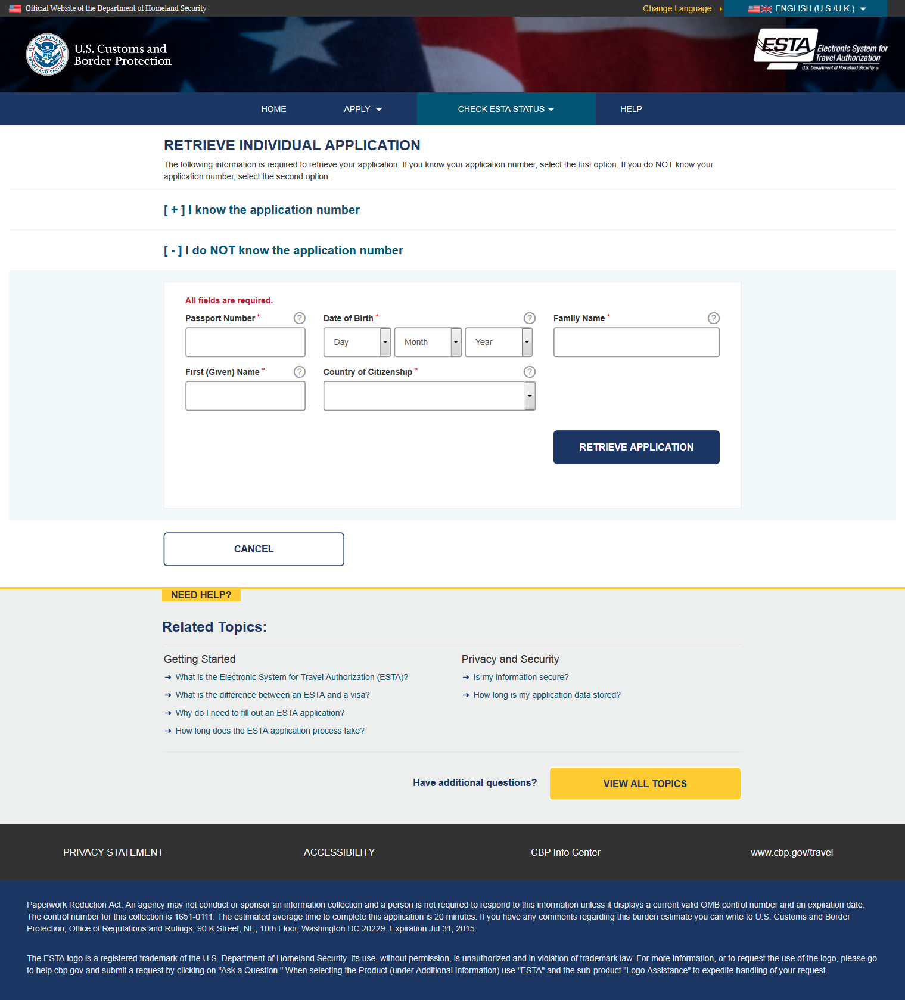 Official Website of the Department of Homeland Security
Change Language
ENGLISH (U.S./U.K.)
U.S. DEPARTMENT OF HOMELAND SECURITY
U.S. Customs and
Border Protection
ESTA
Electronic System for
Travel Authorization
U.S. Department of Homeland Security ®
HOME
APPLY
CHECK ESTA STATUS
HELP
RETRIEVE INDIVIDUAL APPLICATION
The following information is required to retrieve your application. If you know your application number, select the first option. If you do NOT know your
application number, select the second option.
[ + ] I know the application number
[ - ] I do NOT know the application number
All fields are required.
Passport Number * ?
Date of Birth * ?
Family Name * ?
Day
Month
Year
First (Given) Name * ?
Country of Citizenship * ?
RETRIEVE APPLICATION
CANCEL
NEED HELP?
Related Topics:
Getting Started
➔ What is the Electronic System for Travel Authorization (ESTA)?
➔ What is the difference between an ESTA and a visa?
➔ Why do I need to fill out an ESTA application?
➔ How long does the ESTA application process take?
Privacy and Security
➔ Is my information secure?
➔ How long is my application data stored?
Have additional questions?
VIEW ALL TOPICS
PRIVACY STATEMENT
ACCESSIBILITY
CBP Info Center
www.cbp.gov/travel
Paperwork Reduction Act: An agency may not conduct or sponsor an information collection and a person is not required to respond to this information unless it displays a current valid OMB control number and an expiration date.
The control number for this collection is 1651-0111. The estimated average time to complete this application is 20 minutes. If you have any comments regarding this burden estimate you can write to U.S. Customs and Border
Protection, Office of Regulations and Rulings, 90 K Street, NE, 10th Floor, Washington DC 20229. Expiration Jul 31, 2015.
The ESTA logo is a registered trademark of the U.S. Department of Homeland Security. Its use, without permission, is unauthorized and in violation of trademark law. For more information, or to request the use of the logo, please go
to help.cbp.gov and submit a request by clicking on "Ask a Question." When selecting the Product (under Additional Information) use "ESTA" and the sub-product "Logo Assistance" to expedite handling of your request.